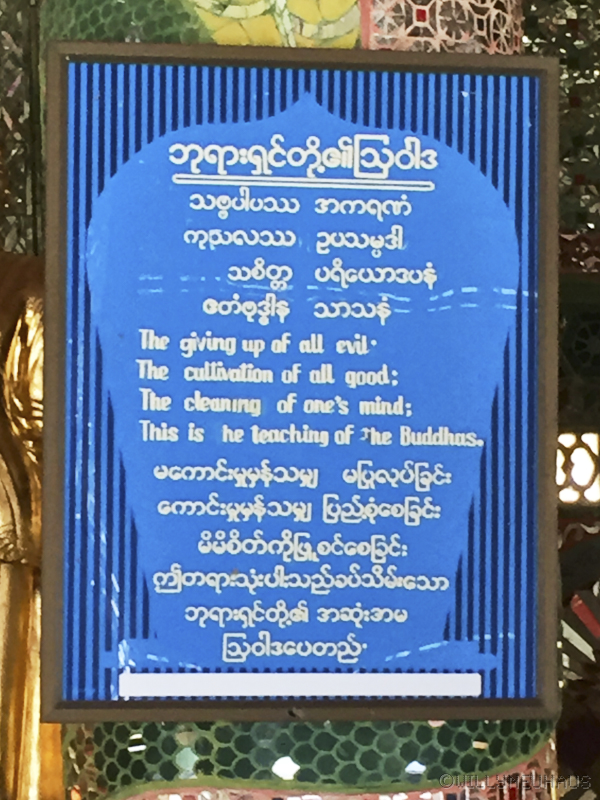 ဘုရားရှင်တို့၏ဩဝါဒ
သဗ္ဗပါပဿ အကရဏံ
ကုသလဿ ဥပသမ္ပဒါ
သစိတ္တ ပရိယောဒပနံ
ဧတံဗုဒ္ဓါန သာသနံ
The giving up of all evil.
The cultivation of all good;
The cleaning of one's mind;
This is he teaching of the Buddhas.
မကောင်းမှုမှန်သမျှ မပြုလုပ်ခြင်း
ကောင်းမှုမှန်သမျှ ပြည့်စုံစေခြင်း
မိမိစိတ်ကိုဖြူစင်စေခြင်း
ဤတရားသုံးပါးသည်ခပ်သိမ်းသော
ဘုရားရှင်တို့၏ အဆုံးအမ
ဩဝါဒပေတည်း
©WILLYNEUHAUS